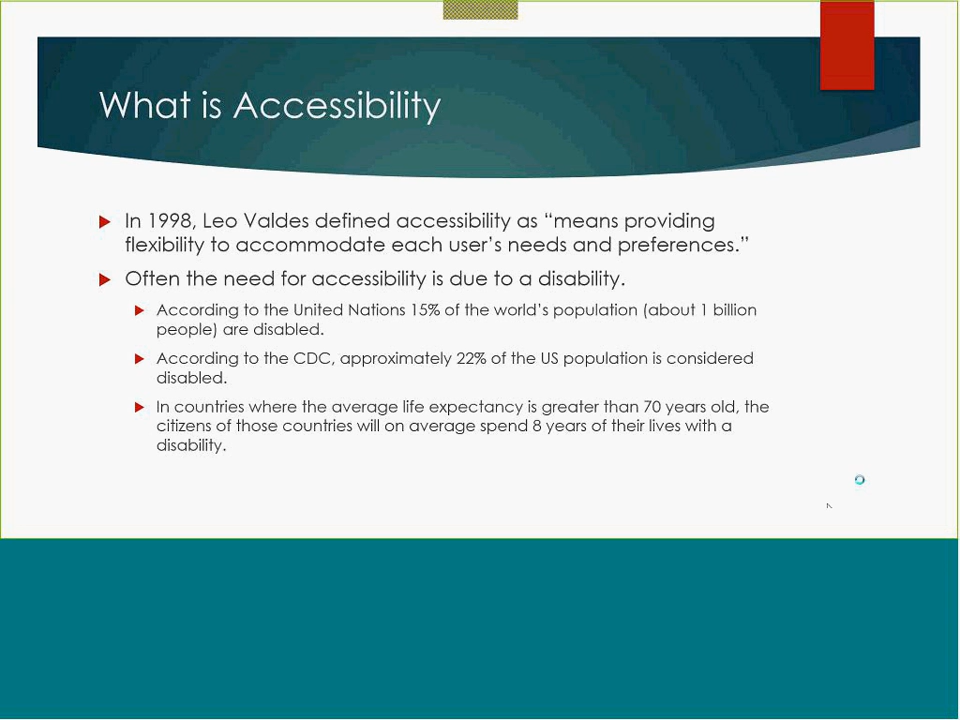 What is Accessibility
In 1998, Leo Valdes defined accessibility as “means providing
flexibility to accommodate each user’s needs and preferences.”
Often the need for accessibility is due to a disability.
According to the United Nations 15% of the world’s population (about 1 billion
people) are disabled.
According to the CDC, approximately 22% of the US population is considered
disabled.
In countries where the average life expectancy is greater than 70 years old, the
citizens of those countries will on average spend 8 years of their lives with a
disability.